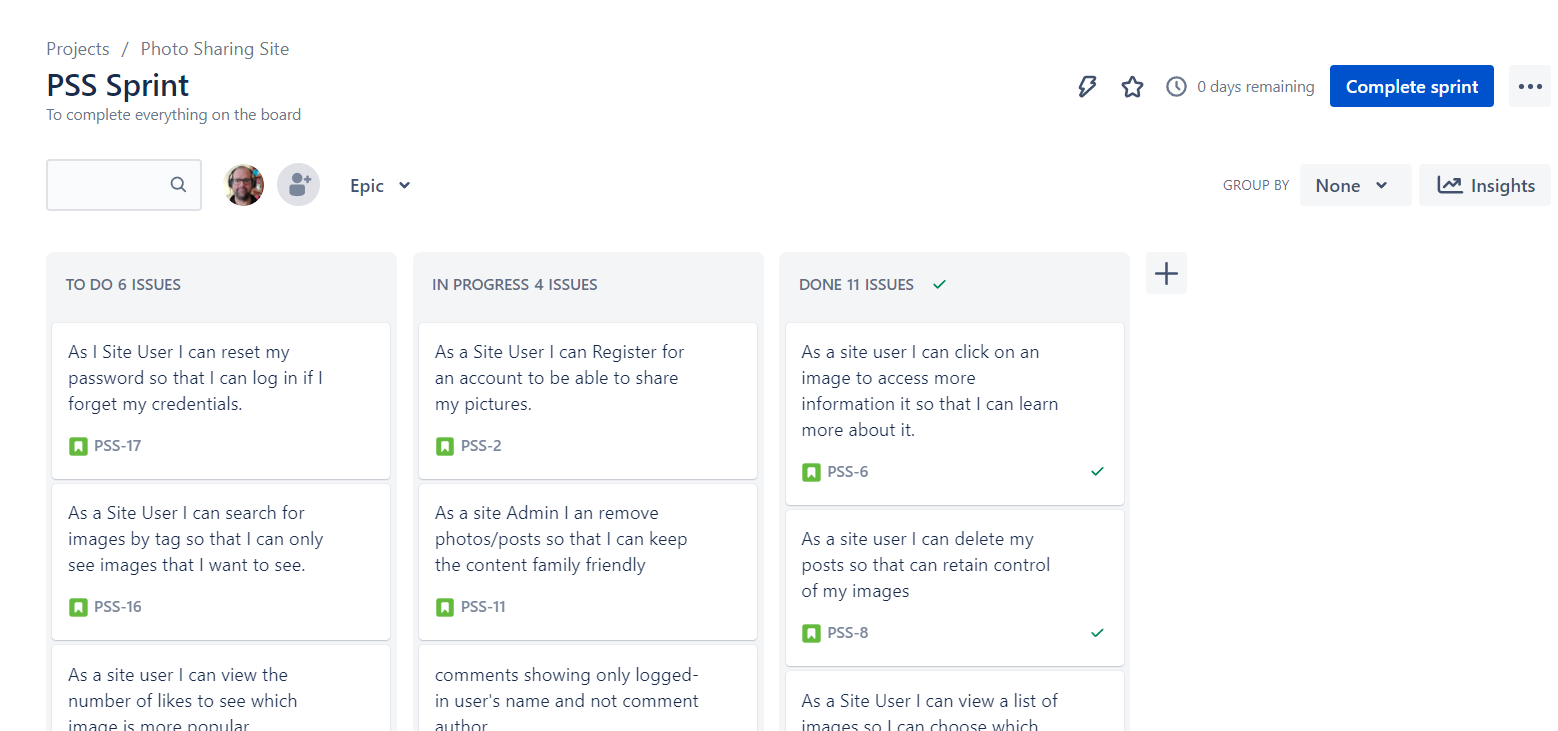 Projects / Photo Sharing Site
PSS Sprint
To complete everything on the board
0 days remaining
Complete sprint
Epic
GROUP BY
None
Insights
TO DO 6 ISSUES
As I Site User I can reset my
password so that I can log in if I
forget my credentials.
PSS-17
As a Site User I can search for
images by tag so that I can only
see images that I want to see.
PSS-16
As a site user I can view the
number of likes to see which
image is more popular
IN PROGRESS 4 ISSUES
As a Site User I can Register for
an account to be able to share
my pictures.
PSS-2
As a site Admin I an remove
photos/posts so that I can keep
the content family friendly
PSS-11
comments showing only logged-
in user's name and not comment
author
DONE 11 ISSUES
As a site user I can click on an
image to access more
information it so that I can learn
more about it.
PSS-6
As a site user I can delete my
posts so that can retain control
of my images
PSS-8
As a Site User I can view a list of
images so I can choose which